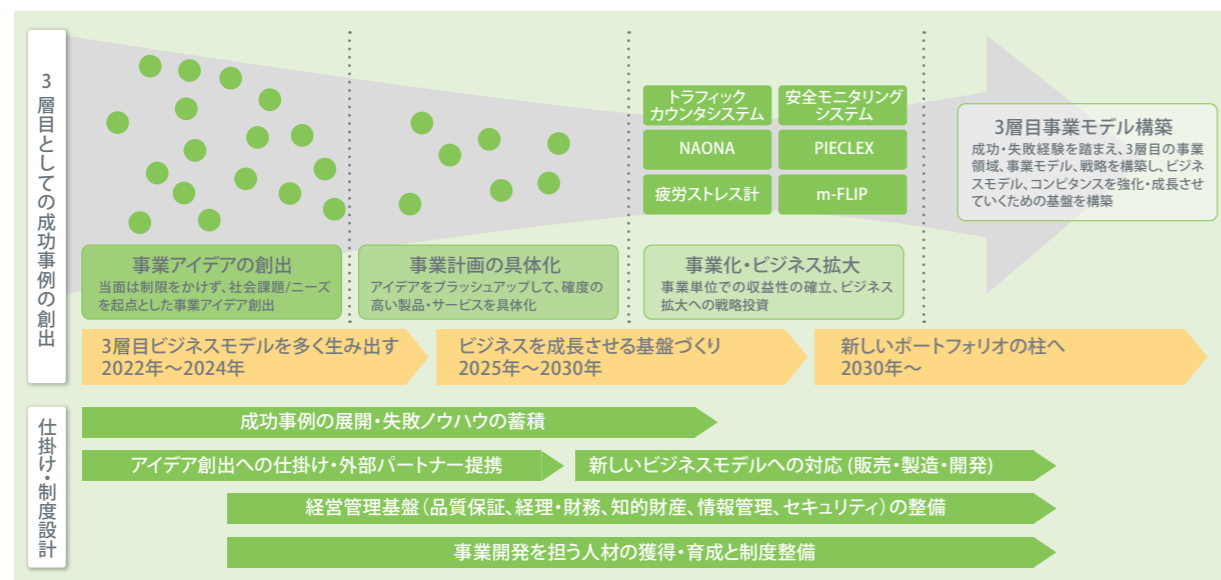 3層目としての成功事例の創出
トラフィック
カウンタシステム
安全モニタリング
システム
NAONA
PIECLEX
疲労ストレス計
m-FLIP
3層目事業モデル構築
成功・失敗経験を踏まえ、3層目の事業
領域、事業モデル、戦略を構築し、ビジネ
スモデル、コンピタンスを強化・成長させ
ていくための基盤を構築
事業アイデアの創出
当面は制限をかけず、社会課題/ニーズ
を起点とした事業アイデア創出
事業計画の具体化
アイデアをブラッシュアップして、確度の
高い製品・サービスを具体化
事業化・ビジネス拡大
事業単位での収益性の確立、ビジネス
拡大への戦略投資
3層目ビジネスモデルを多く生み出す
2022年～2024年
ビジネスを成長させる基盤づくり
2025年～2030年
新しいポートフォリオの柱へ
2030年～
仕掛け・制度設計
成功事例の展開・失敗ノウハウの蓄積
アイデア創出への仕掛け・外部パートナー提携
新しいビジネスモデルへの対応 (販売・製造・開発)
経営管理基盤（品質保証、経理・財務、知的財産、情報管理、セキュリティ）の整備
事業開発を担う人材の獲得・育成と制度整備